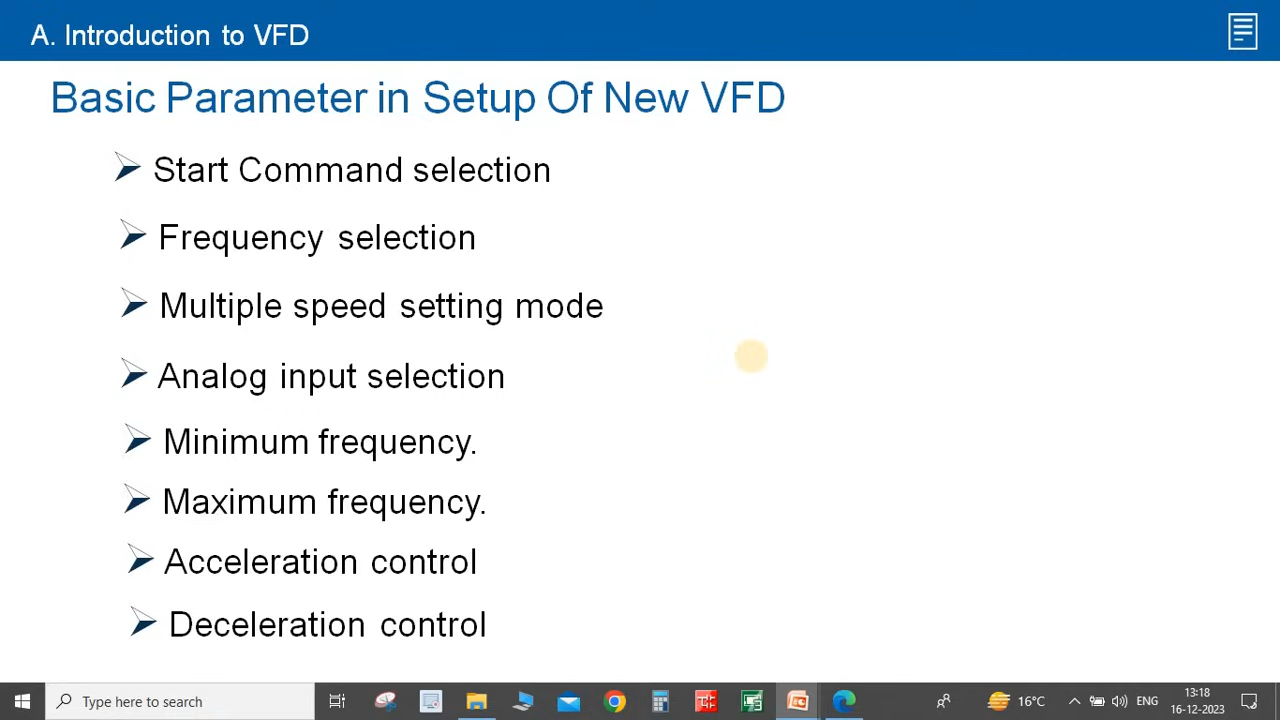 A. Introduction to VFD
Basic Parameter in Setup Of New VFD
Start Command selection
Frequency selection
Multiple speed setting mode
Analog input selection
Minimum frequency.
Maximum frequency.
Acceleration control
Deceleration control
Type here to search
16°C
ENG
13:18
16-12-2023